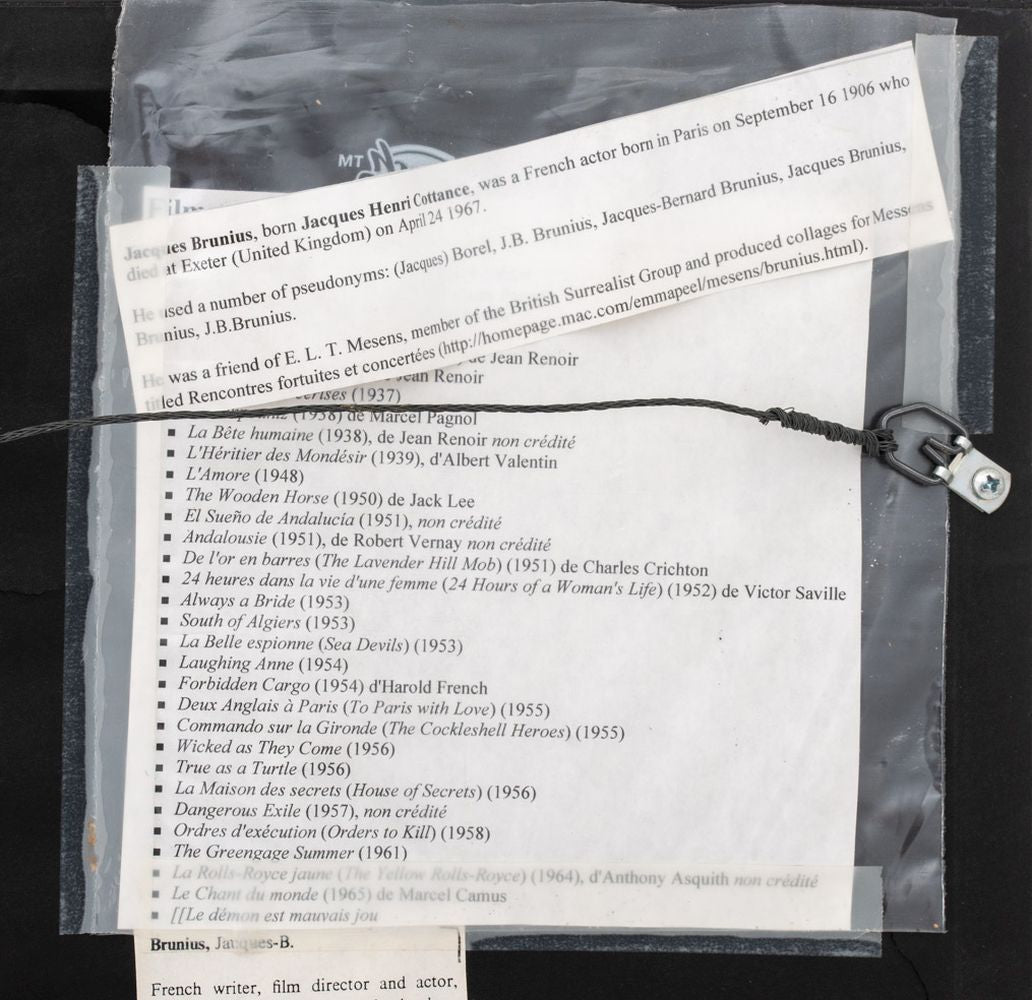 MT
Film
Jacques Brunius, born Jacques Henri Cottance, was a French actor born in Paris on September 16 1906 who
died at Exeter (United Kingdom) on April 24 1967.
He used a number of pseudonyms: (Jacques) Borel, J.B. Brunius, Jacques-Bernard Brunius, Jacques Brunius,
Brunius, J.B.Brunius.
He was a friend of E. L. T. Mesens, member of the British Surrealist Group and produced collages for Messens
titled Rencontres fortuites et concertées (http://homepage.mac.com/emmapeel/mesens/brunius.html).
de Jean Renoir
Jean Renoir
(1937)
(1938) de Marcel Pagnol
▪ La Bête humaine (1938), de Jean Renoir non crédité
▪ L'Héritier des Mondésir (1939), d'Albert Valentin
▪ L'Amore (1948)
▪ The Wooden Horse (1950) de Jack Lee
▪ El Sueño de Andalucía (1951), non crédité
▪ Andalousie (1951), de Robert Vernay non crédité
▪ De l'or en barres (The Lavender Hill Mob) (1951) de Charles Crichton
▪ 24 heures dans la vie d'une femme (24 Hours of a Woman's Life) (1952) de Victor Saville
▪ Always a Bride (1953)
▪ South of Algiers (1953)
▪ La Belle espionne (Sea Devils) (1953)
▪ Laughing Anne (1954)
▪ Forbidden Cargo (1954) d'Harold French
▪ Deux Anglais à Paris (To Paris with Love) (1955)
▪ Commando sur la Gironde (The Cockleshell Heroes) (1955)
▪ Wicked as They Come (1956)
▪ True as a Turtle (1956)
▪ La Maison des secrets (House of Secrets) (1956)
▪ Dangerous Exile (1957), non crédité
▪ Ordres d'exécution (Orders to Kill) (1958)
▪ The Greengage Summer (1961)
▪ La Rolls-Royce jaune (The Yellow Rolls-Royce) (1964), d'Anthony Asquith non crédité
▪ Le Chant du monde (1965) de Marcel Camus
▪ [[Le démon est mauvais jou
Brunius, Jacques-B.
French writer, film director and actor,